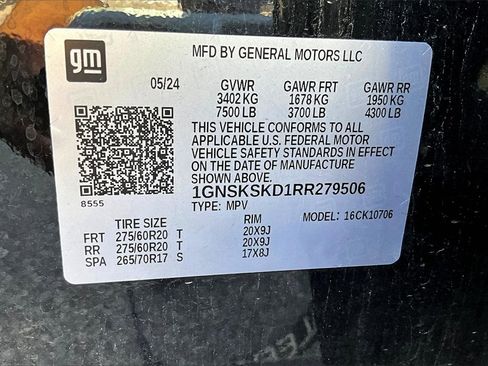 gm
MFD BY GENERAL MOTORS LLC
05/24 GVWR GAWR FRT GAWR RR
3402 KG 1678 KG 1950 KG
7500 LB 3700 LB 4300 LB
THIS VEHICLE CONFORMS TO ALL
APPLICABLE U.S. FEDERAL MOTOR
VEHICLE SAFETY STANDARDS IN EFFECT
ON THE DATE OF MANUFACTURE
SHOWN ABOVE.
1GNSKSKD1RR279506
8555 TYPE: MPV MODEL: 16CK10706
TIRE SIZE RIM
FRT 275/60R20 T 20X9J
RR 275/60R20 T 20X9J
SPA 265/70R17 S 17X8J